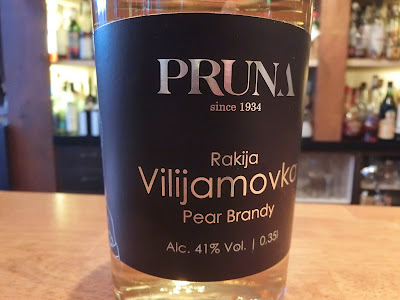 PRUNA
since 1934
Rakija
Vilijamovka
Pear Brandy
Alc. 41% Vol. | 0,35l